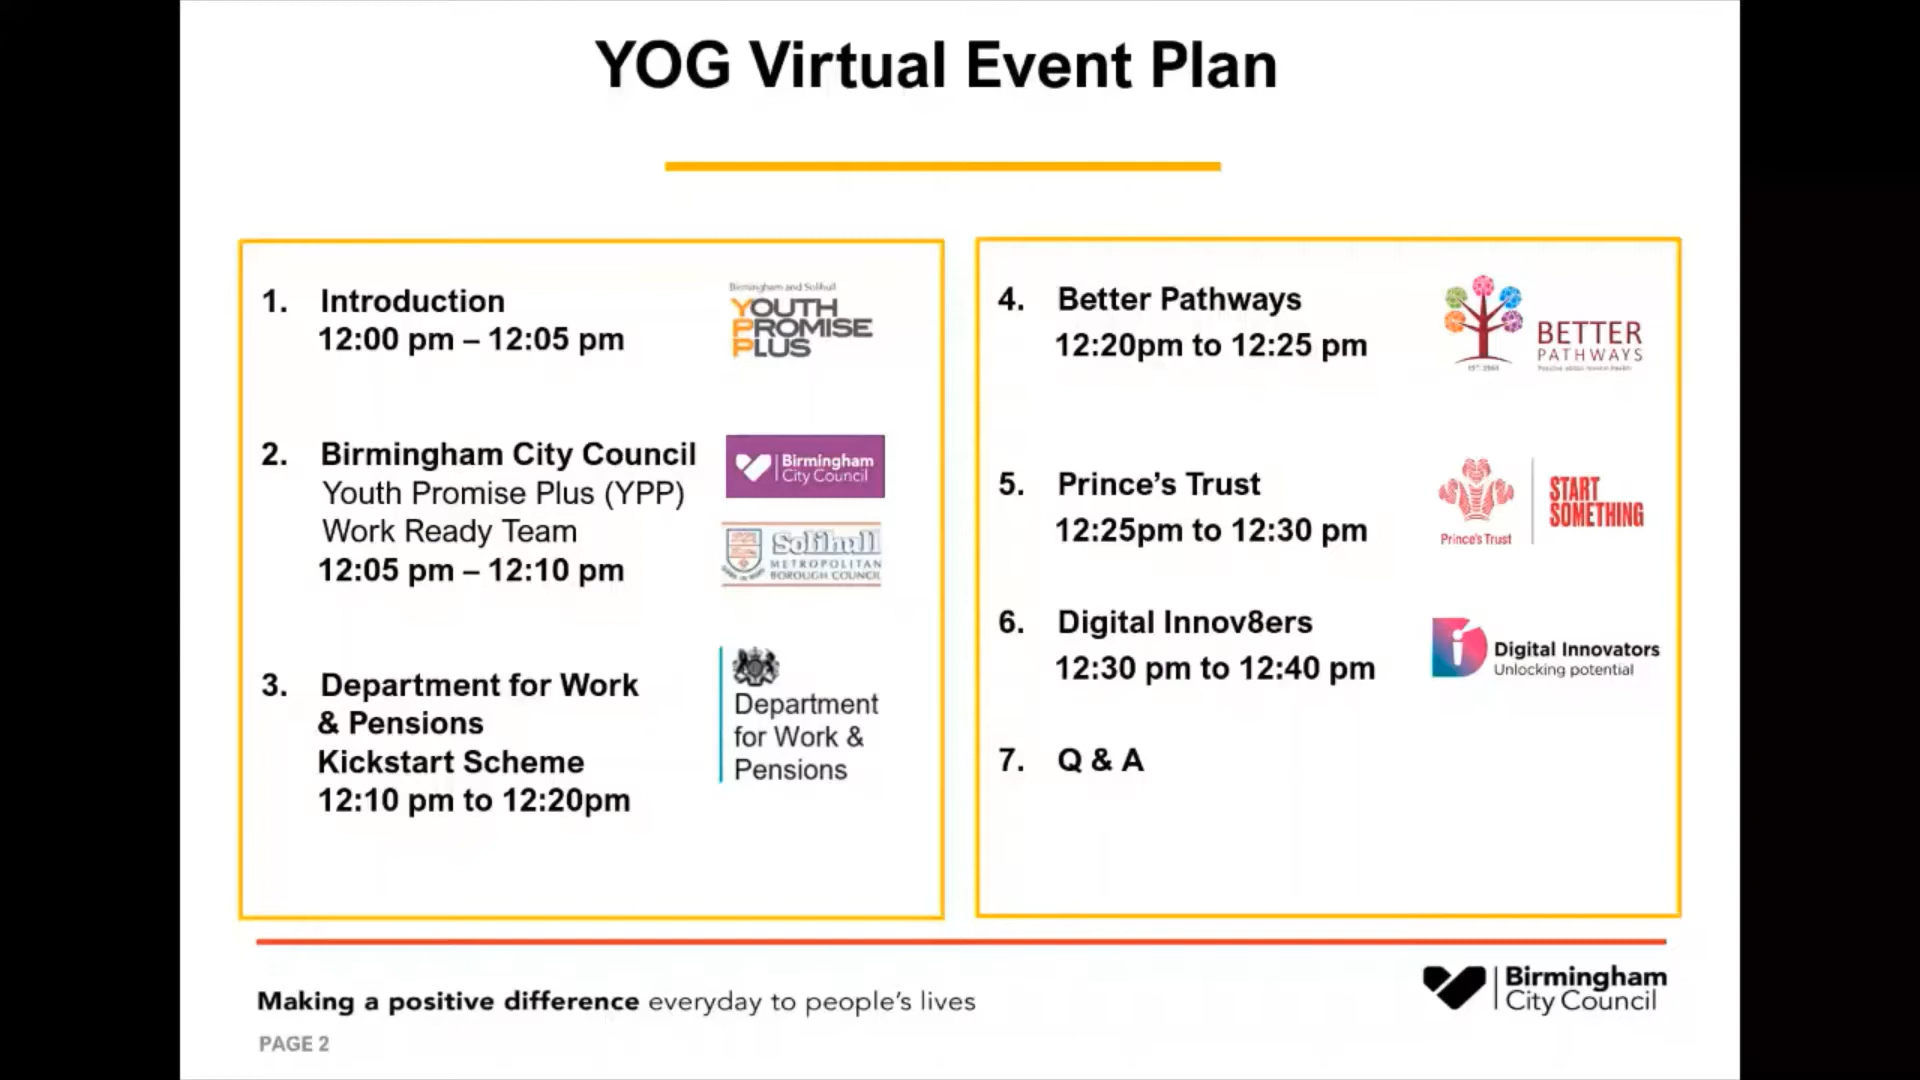 YOG Virtual Event Plan
1. Introduction
12:00 pm – 12:05 pm
Birmingham and Solihull
YOUTH
PROMISE
PLUS
2. Birmingham City Council
Youth Promise Plus (YPP)
Work Ready Team
12:05 pm – 12:10 pm
Birmingham
City Council
Solihull
METROPOLITAN
BOROUGH COUNCIL
3. Department for Work
& Pensions
Kickstart Scheme
12:10 pm to 12:20pm
Department
for Work &
Pensions
4. Better Pathways
12:20pm to 12:25 pm
BETTER
PATHWAYS
5. Prince's Trust
12:25pm to 12:30 pm
Prince's Trust
START
SOMETHING
6. Digital Innov8ers
12:30 pm to 12:40 pm
Digital Innovators
Unlocking potential
7. Q & A
Making a positive difference everyday to people's lives
Birmingham
City Council
PAGE 2